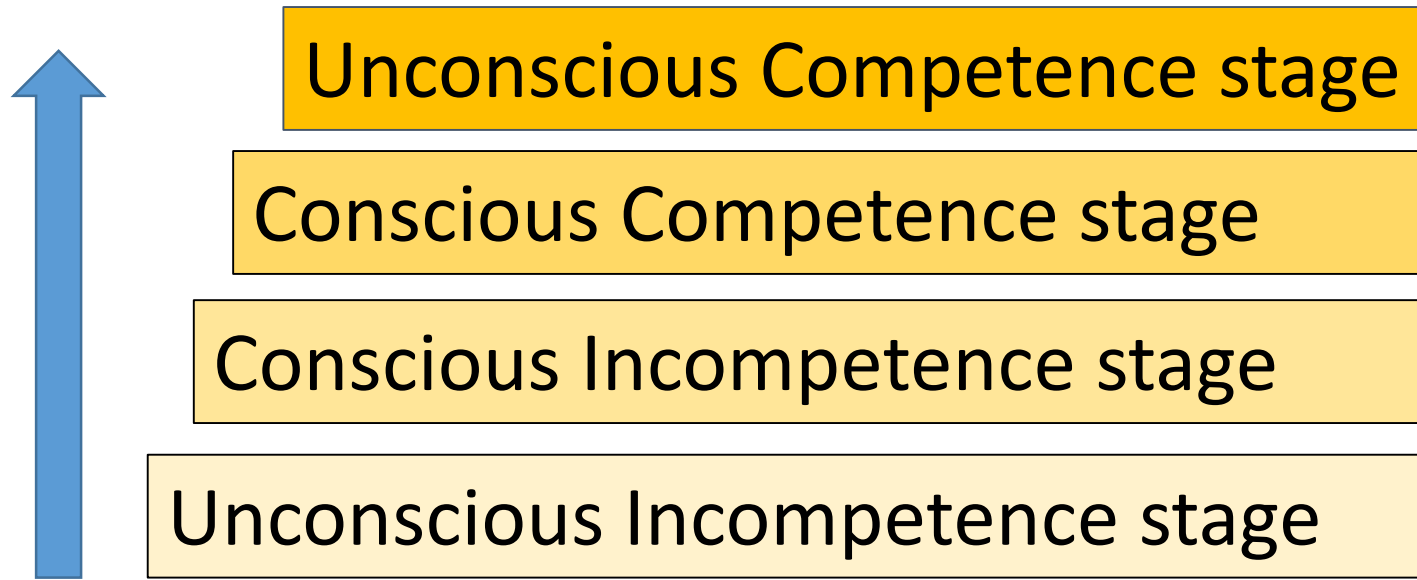 Unconscious Competence stage
Conscious Competence stage
Conscious Incompetence stage
Unconscious Incompetence stage